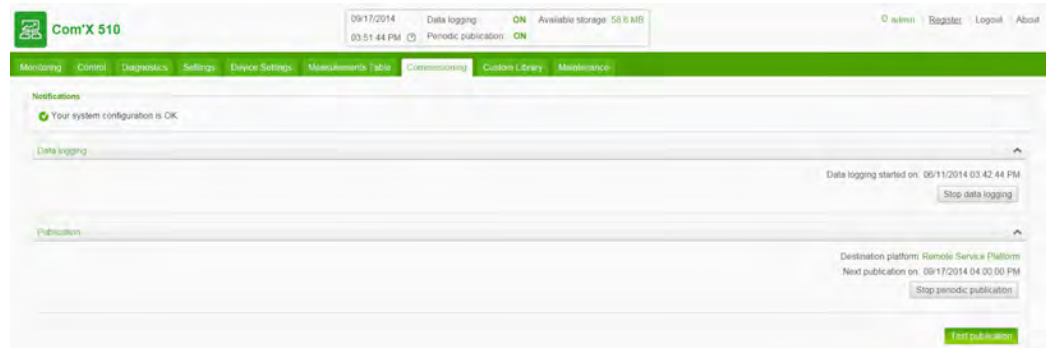 Com'X 510
09/17/2014 Data logging: ON Available storage: 58.6 MB
03:51:44 PM Periodic publication: ON
admin Register Logout About
Monitoring Control Diagnostics Settings Device Settings Measurements Table Commissioning Custom Library Maintenance
Notifications
Your system configuration is OK
Data logging
Data logging started on: 06/11/2014 03:42:44 PM
Stop data logging
Publication
Destination platform: Remote Service Platform
Next publication on: 09/17/2014 04:00:00 PM
Stop periodic publication
Test publication